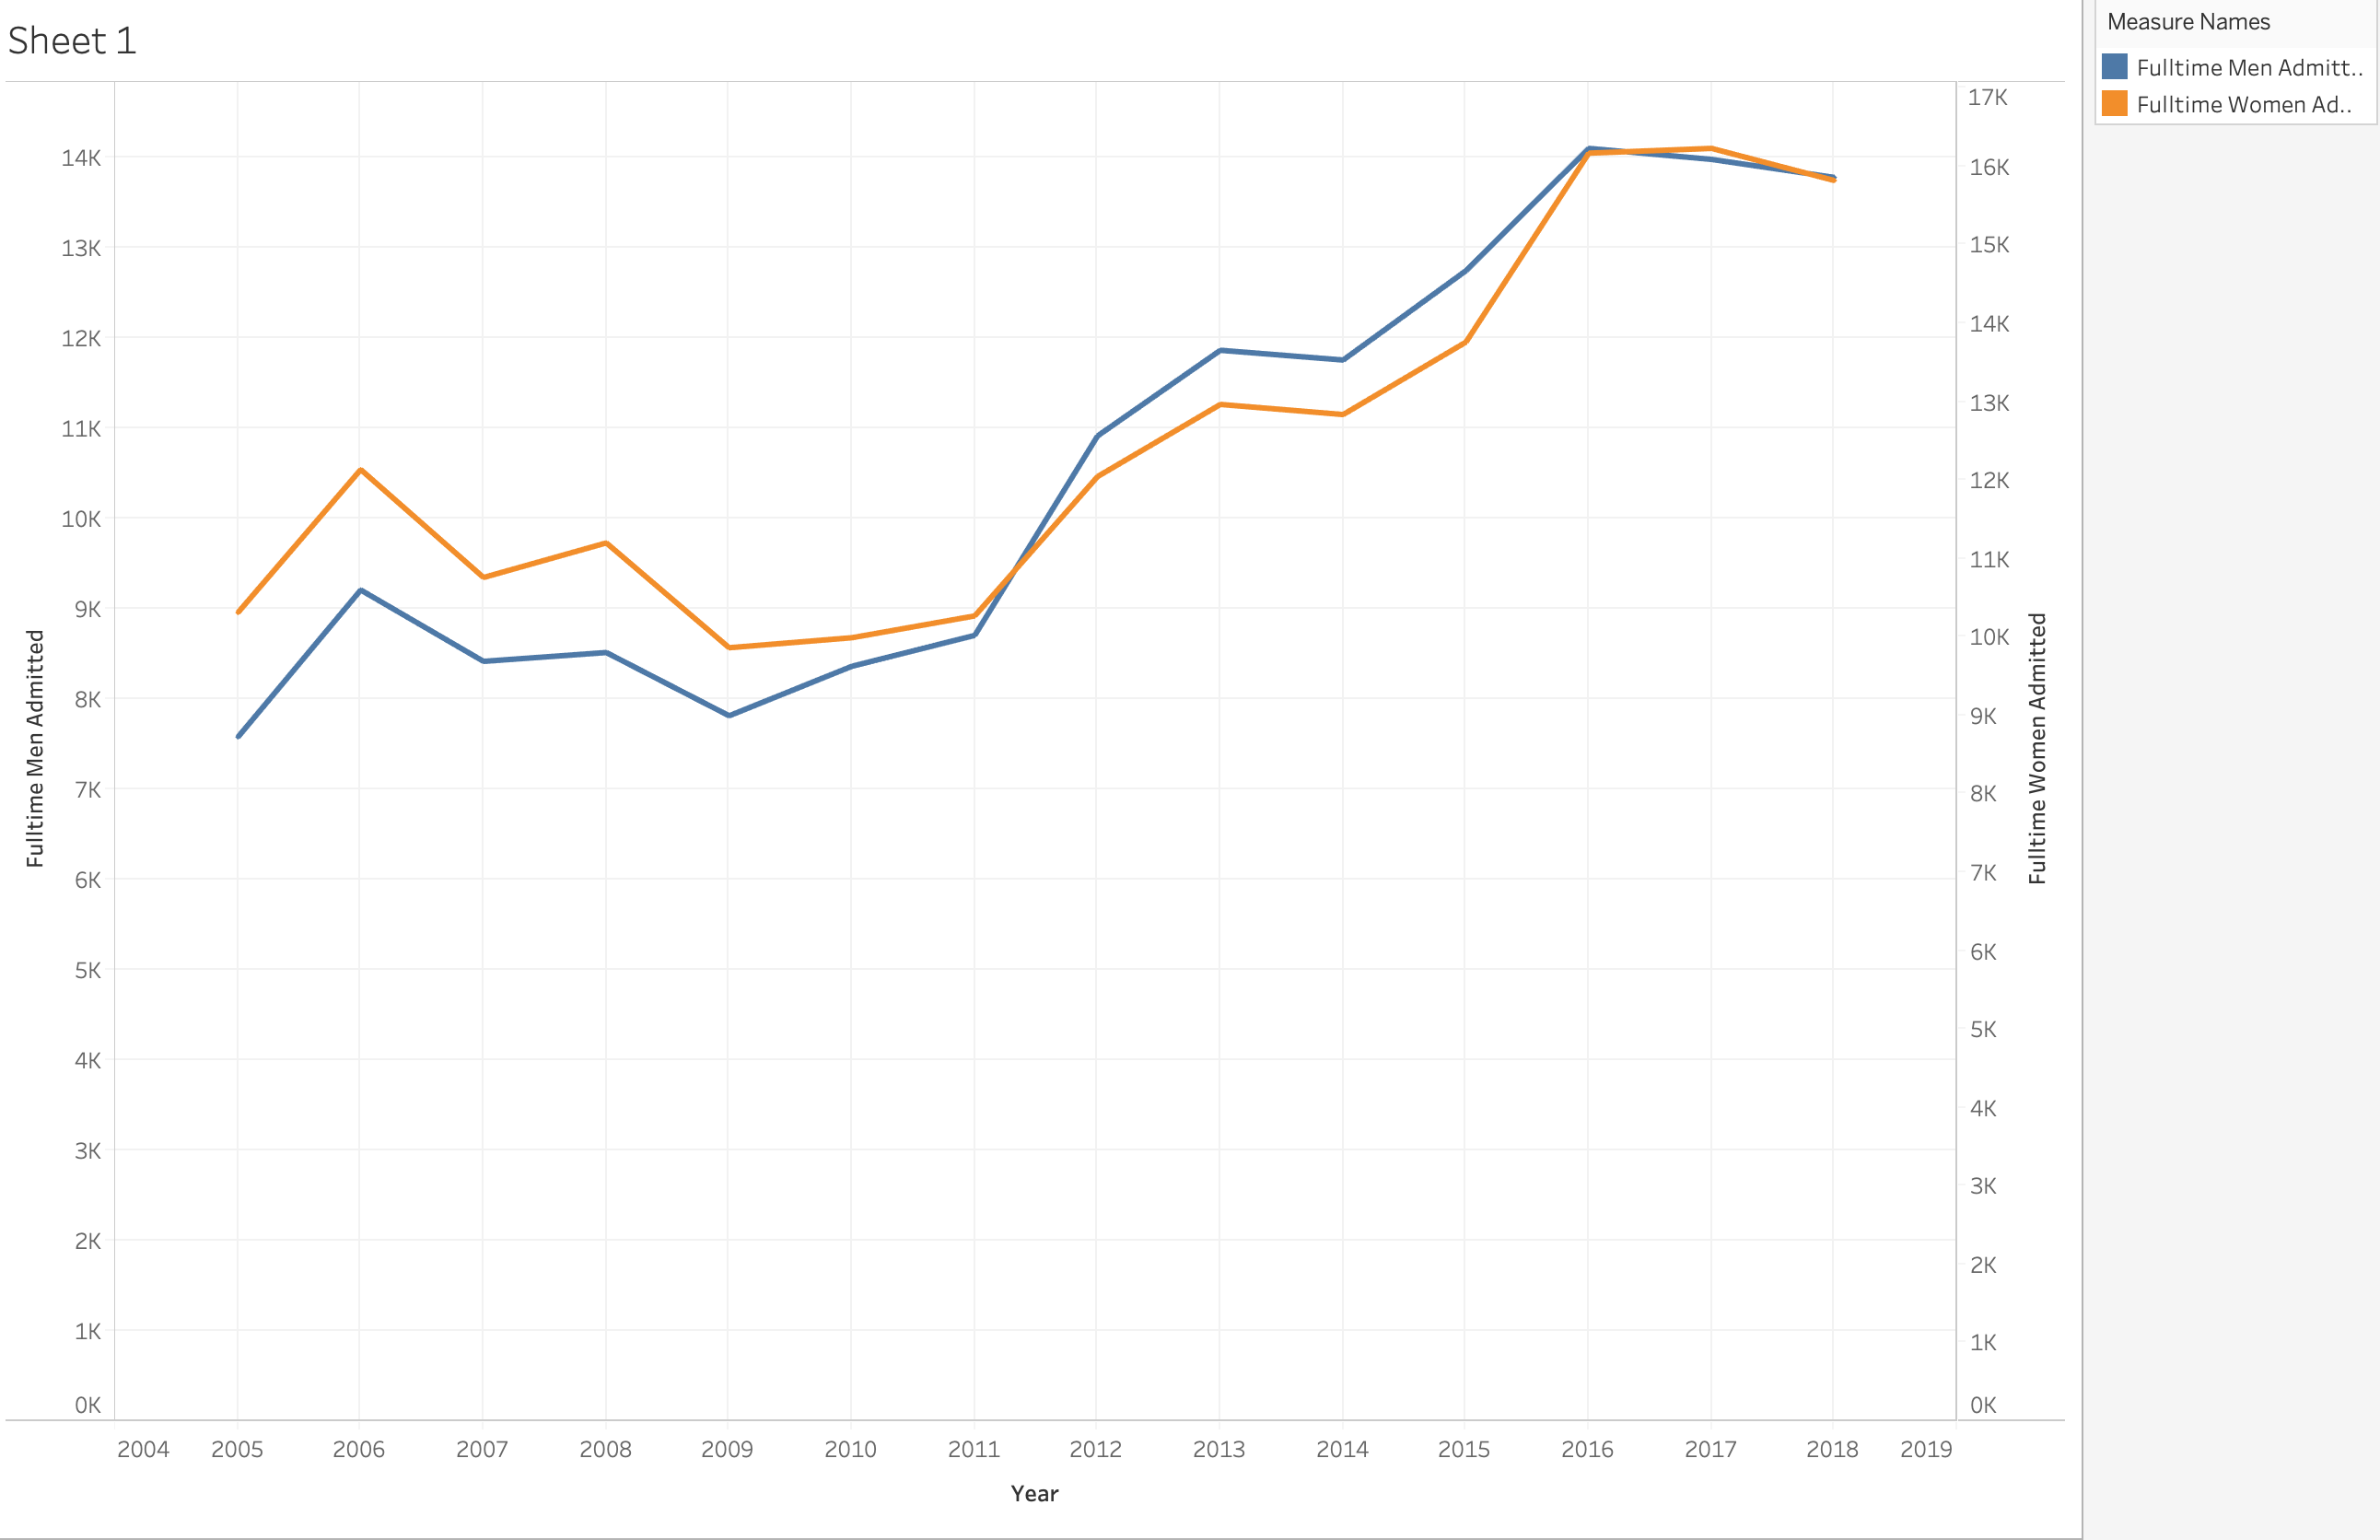 Sheet 1
Measure Names
Fulltime Men Admitt..
Fulltime Women Ad..
Fulltime Men Admitted
14K
13K
12K
11K
10K
9K
8K
7K
6K
5K
4K
3K
2K
1K
0K
17K
16K
15K
14K
13K
12K
11K
10K
9K
8K
7K
6K
5K
4K
3K
2K
1K
0K
Fulltime Women Admitted
2004 2005 2006 2007 2008 2009 2010 2011 2012 2013 2014 2015 2016 2017 2018 2019
Year